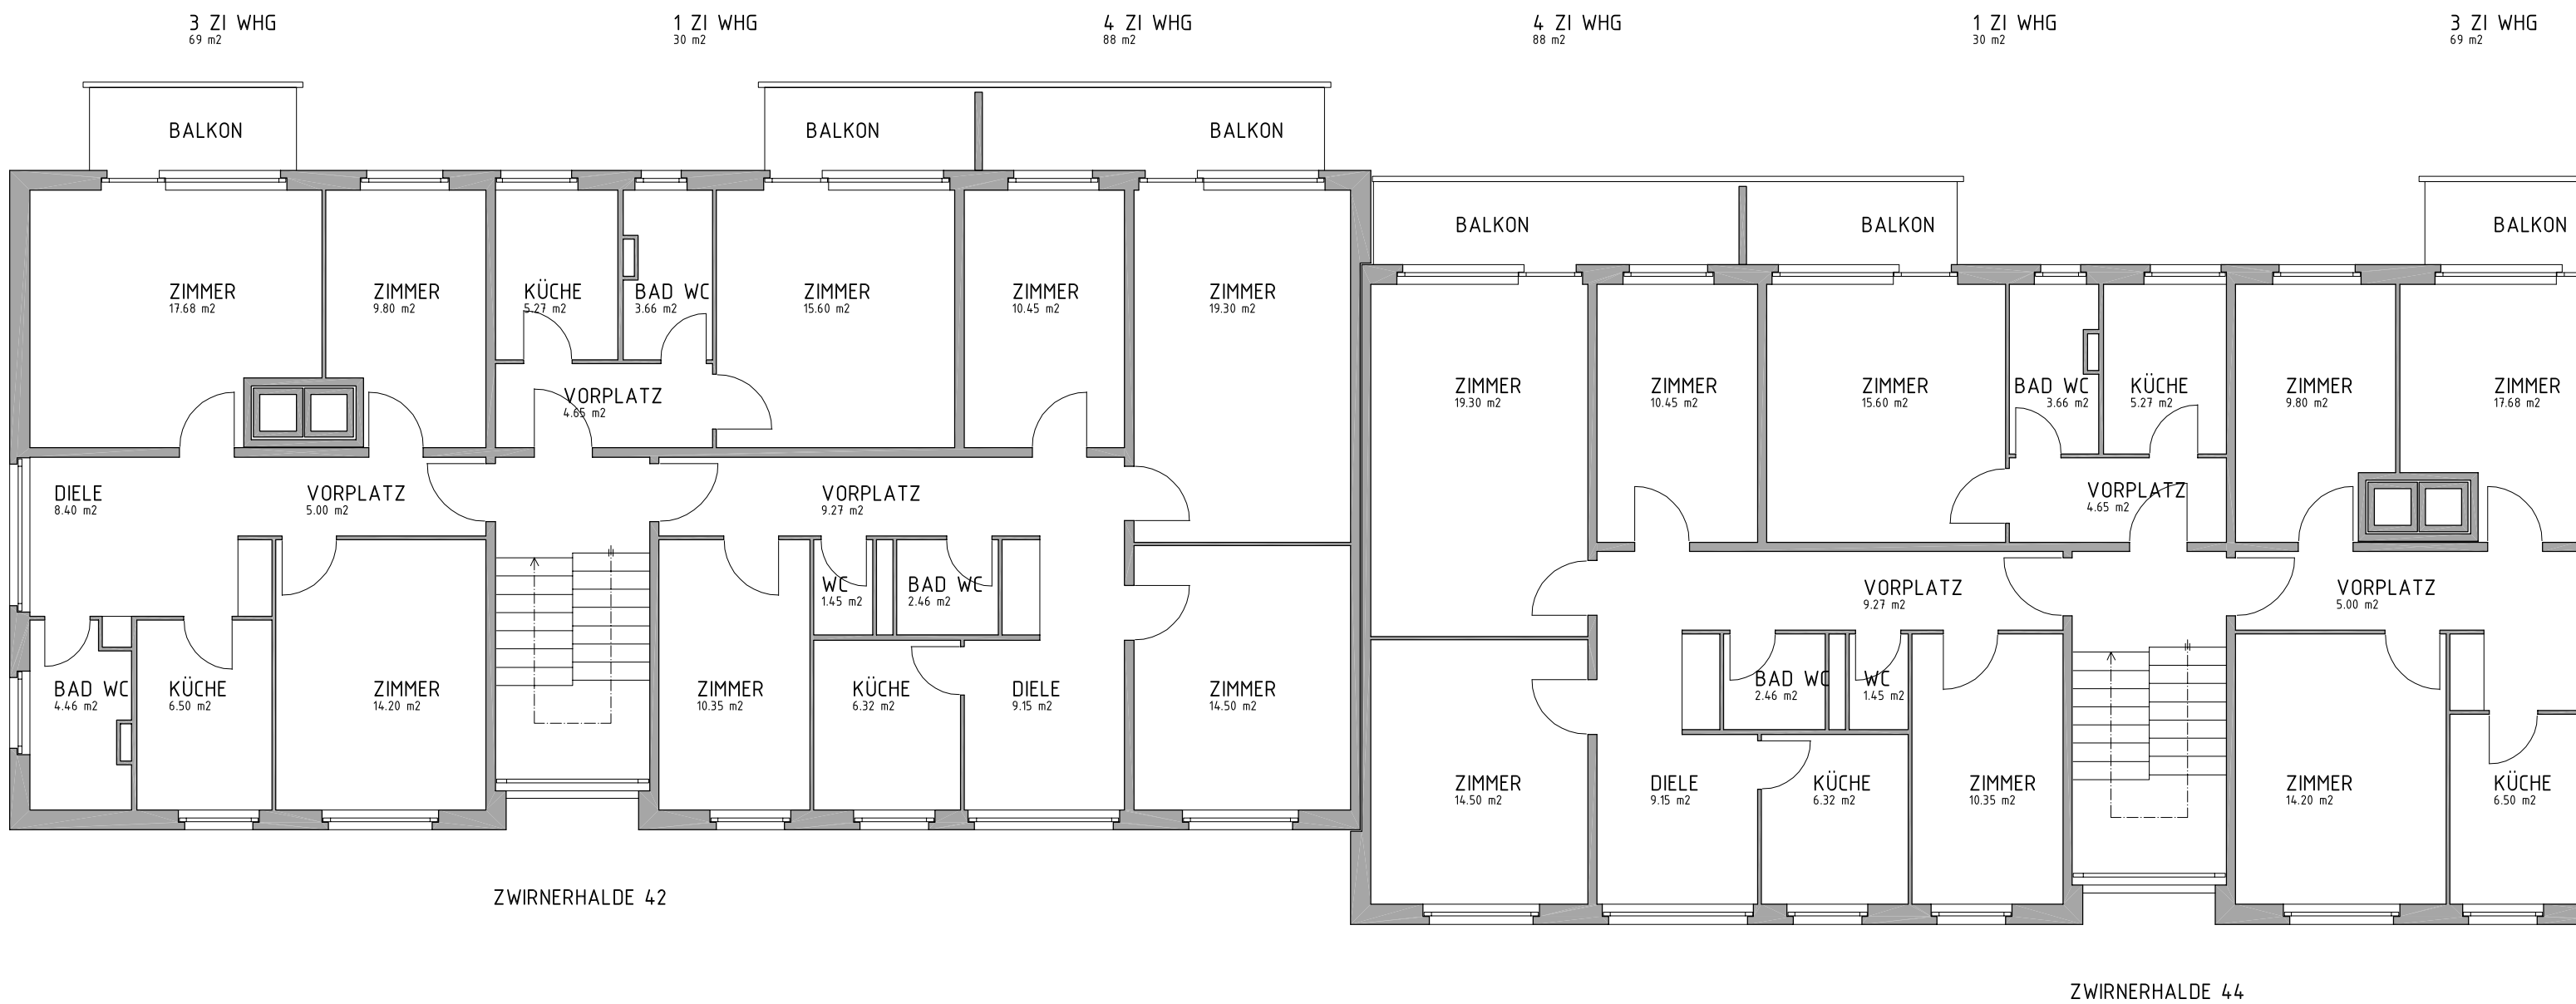 3 ZI WHG
69 m2
1 ZI WHG
30 m2
4 ZI WHG
88 m2
4 ZI WHG
88 m2
1 ZI WHG
30 m2
3 ZI WHG
69 m2
BALKON
BALKON
BALKON
BALKON
BALKON
BALKON
ZIMMER
17.68 m2
ZIMMER
9.80 m2
KÜCHE
5.27 m2
BAD WC
3.66 m2
ZIMMER
15.60 m2
ZIMMER
10.45 m2
ZIMMER
19.30 m2
VORPLATZ
4.65 m2
ZIMMER
19.30 m2
ZIMMER
10.45 m2
ZIMMER
15.60 m2
BAD WC
3.66 m2
KÜCHE
5.27 m2
ZIMMER
9.80 m2
ZIMMER
17.68 m2
DIELE
8.40 m2
VORPLATZ
5.00 m2
VORPLATZ
9.27 m2
VORPLATZ
4.65 m2
WC
1.45 m2
BAD WC
2.46 m2
VORPLATZ
9.27 m2
VORPLATZ
5.00 m2
BAD WC
4.46 m2
KÜCHE
6.50 m2
ZIMMER
14.20 m2
ZIMMER
10.35 m2
KÜCHE
6.32 m2
DIELE
9.15 m2
ZIMMER
14.50 m2
BAD WC
2.46 m2
WC
1.45 m2
ZIMMER
14.50 m2
DIELE
9.15 m2
KÜCHE
6.32 m2
ZIMMER
10.35 m2
ZIMMER
14.20 m2
KÜCHE
6.50 m2
ZWIRNERHALDE 42
ZWIRNERHALDE 44